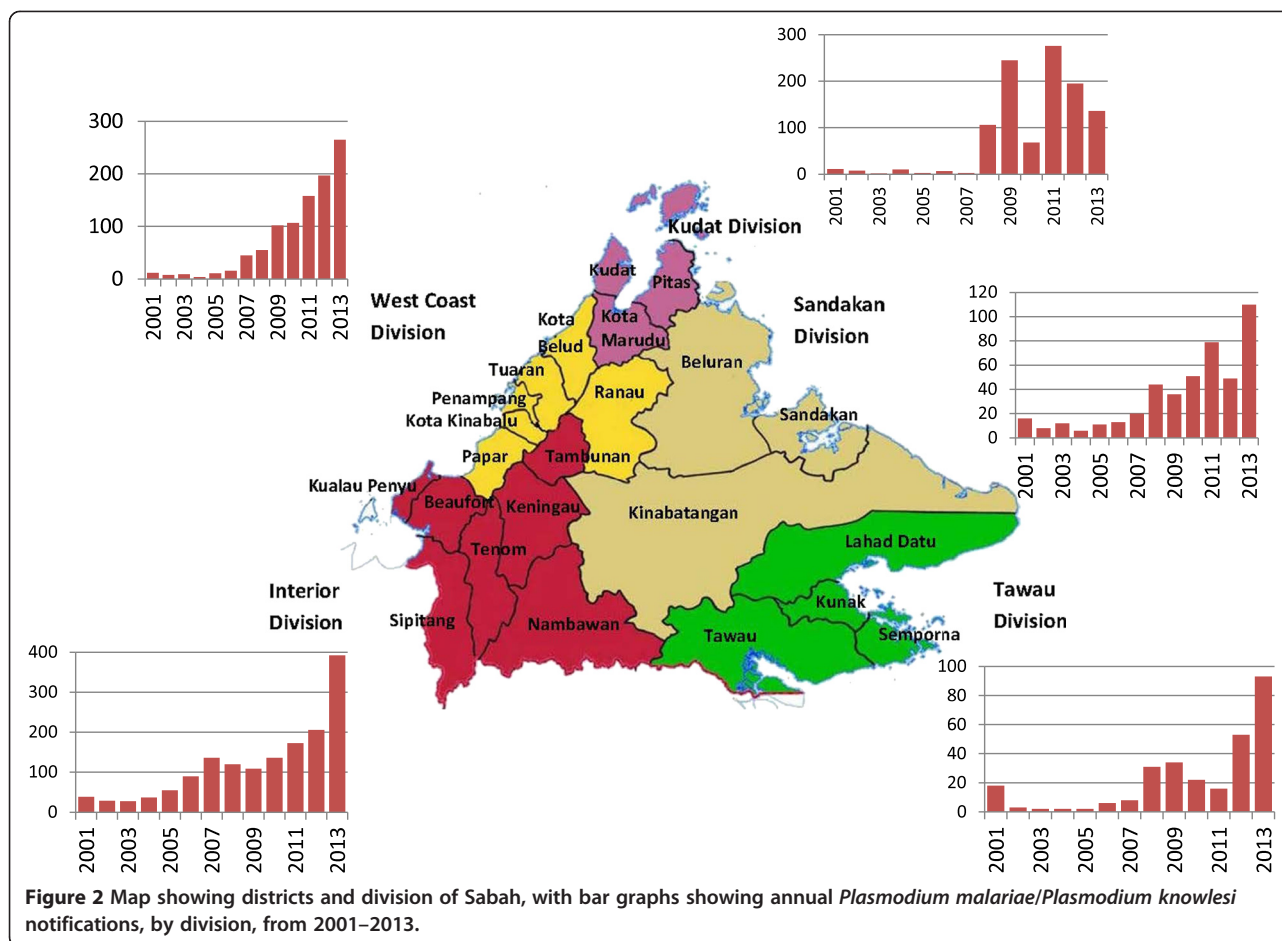 300
200
100
0
2001
2003
2005
2007
2009
2011
2013
300
200
100
0
2001
2003
2005
2007
2009
2011
2013
Kudat Division
Kudat
Pitas
West Coast
Division
Kota
Belud
Kota
Marudu
Sandakan
Division
120
100
80
60
40
20
0
2001
2003
2005
2007
2009
2011
2013
Tuaran
Beluran
Penampang
Ranau
Kota Kinabalu
Sandakan
Papar
Tambunan
Kualau Penyu
Beaufort
Keningau
Kinabatangan
Tenom
Lahad Datu
Interior
Division
Sipitang
Nambawan
Kunak
Tawau
Semporna
Tawau
Division
400
300
200
100
0
2001
2003
2005
2007
2009
2011
2013
100
80
60
40
20
0
2001
2003
2005
2007
2009
2011
2013
Figure 2 Map showing districts and division of Sabah, with bar graphs showing annual Plasmodium malariae/Plasmodium knowlesi
notifications, by division, from 2001–2013.